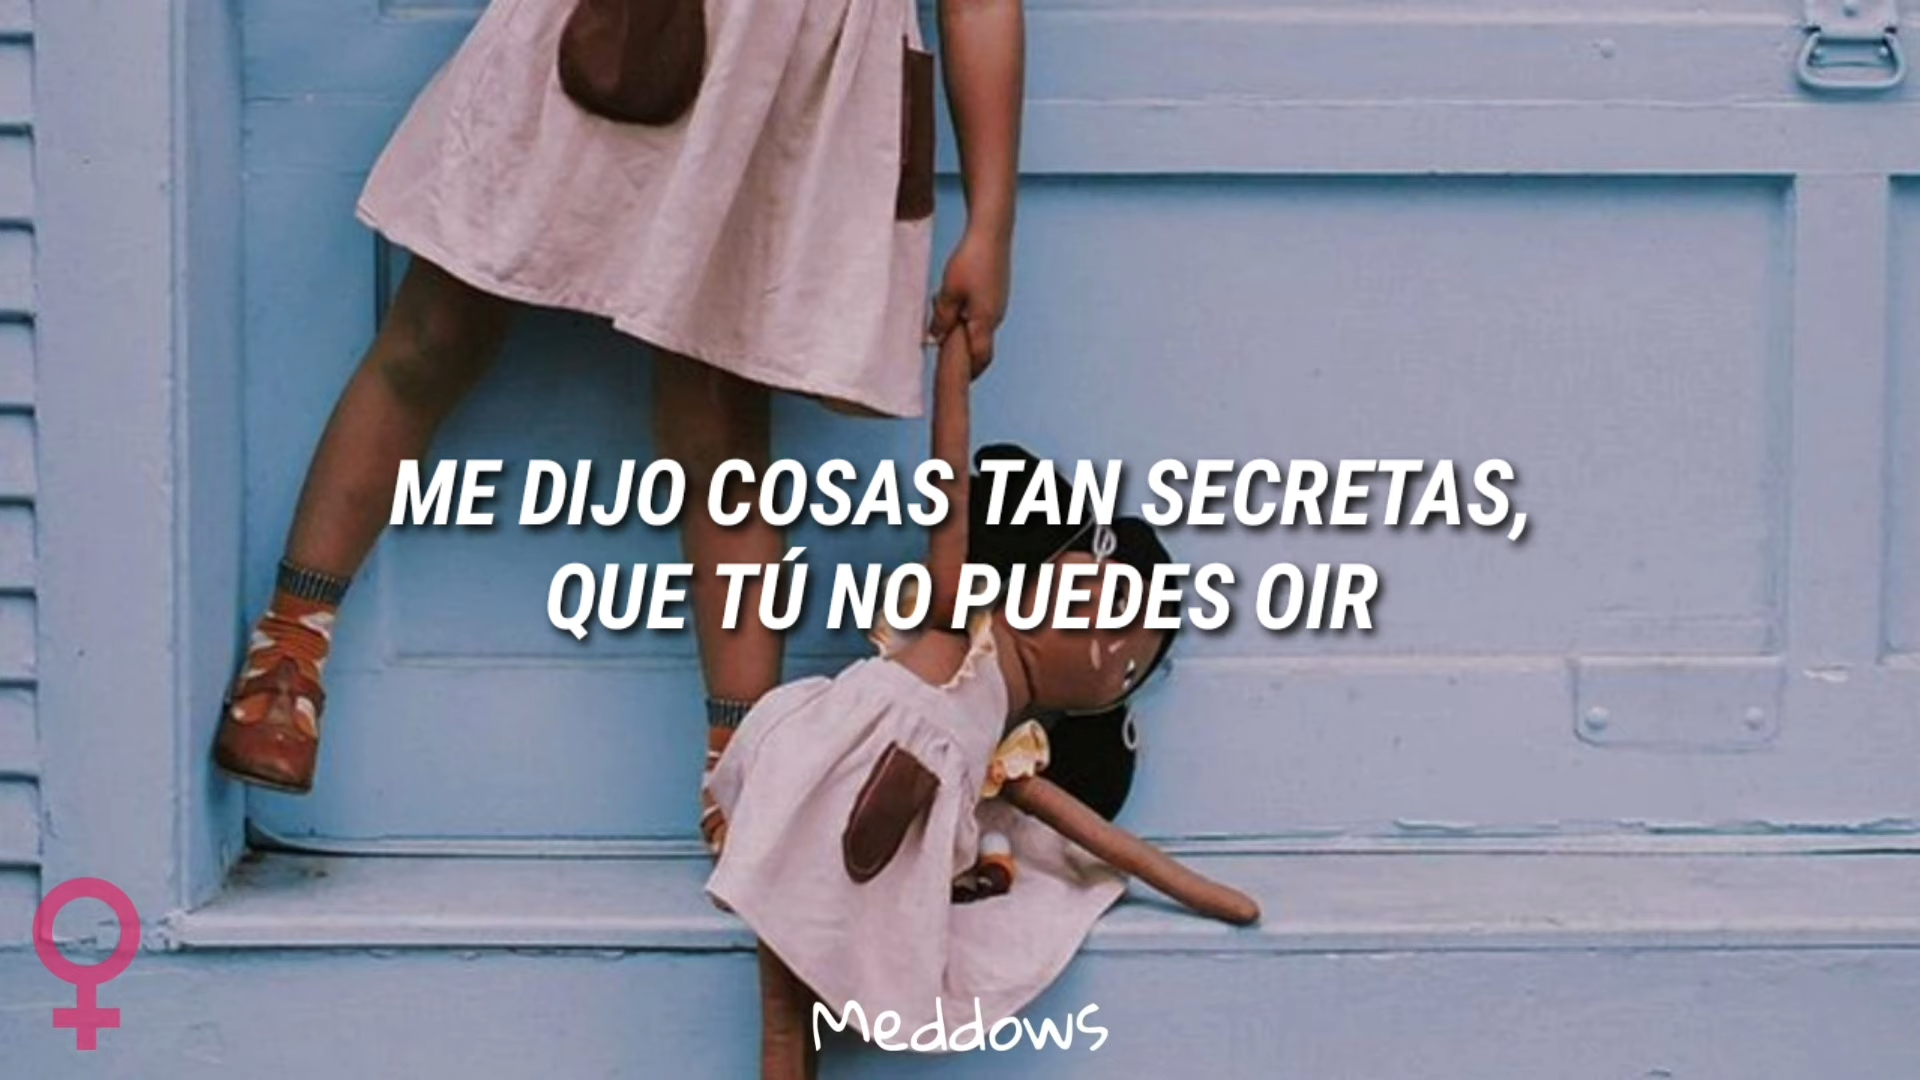 ME DIJO COSAS TAN SECRETAS,
QUE TÚ NO PUEDES OIR
Meddows